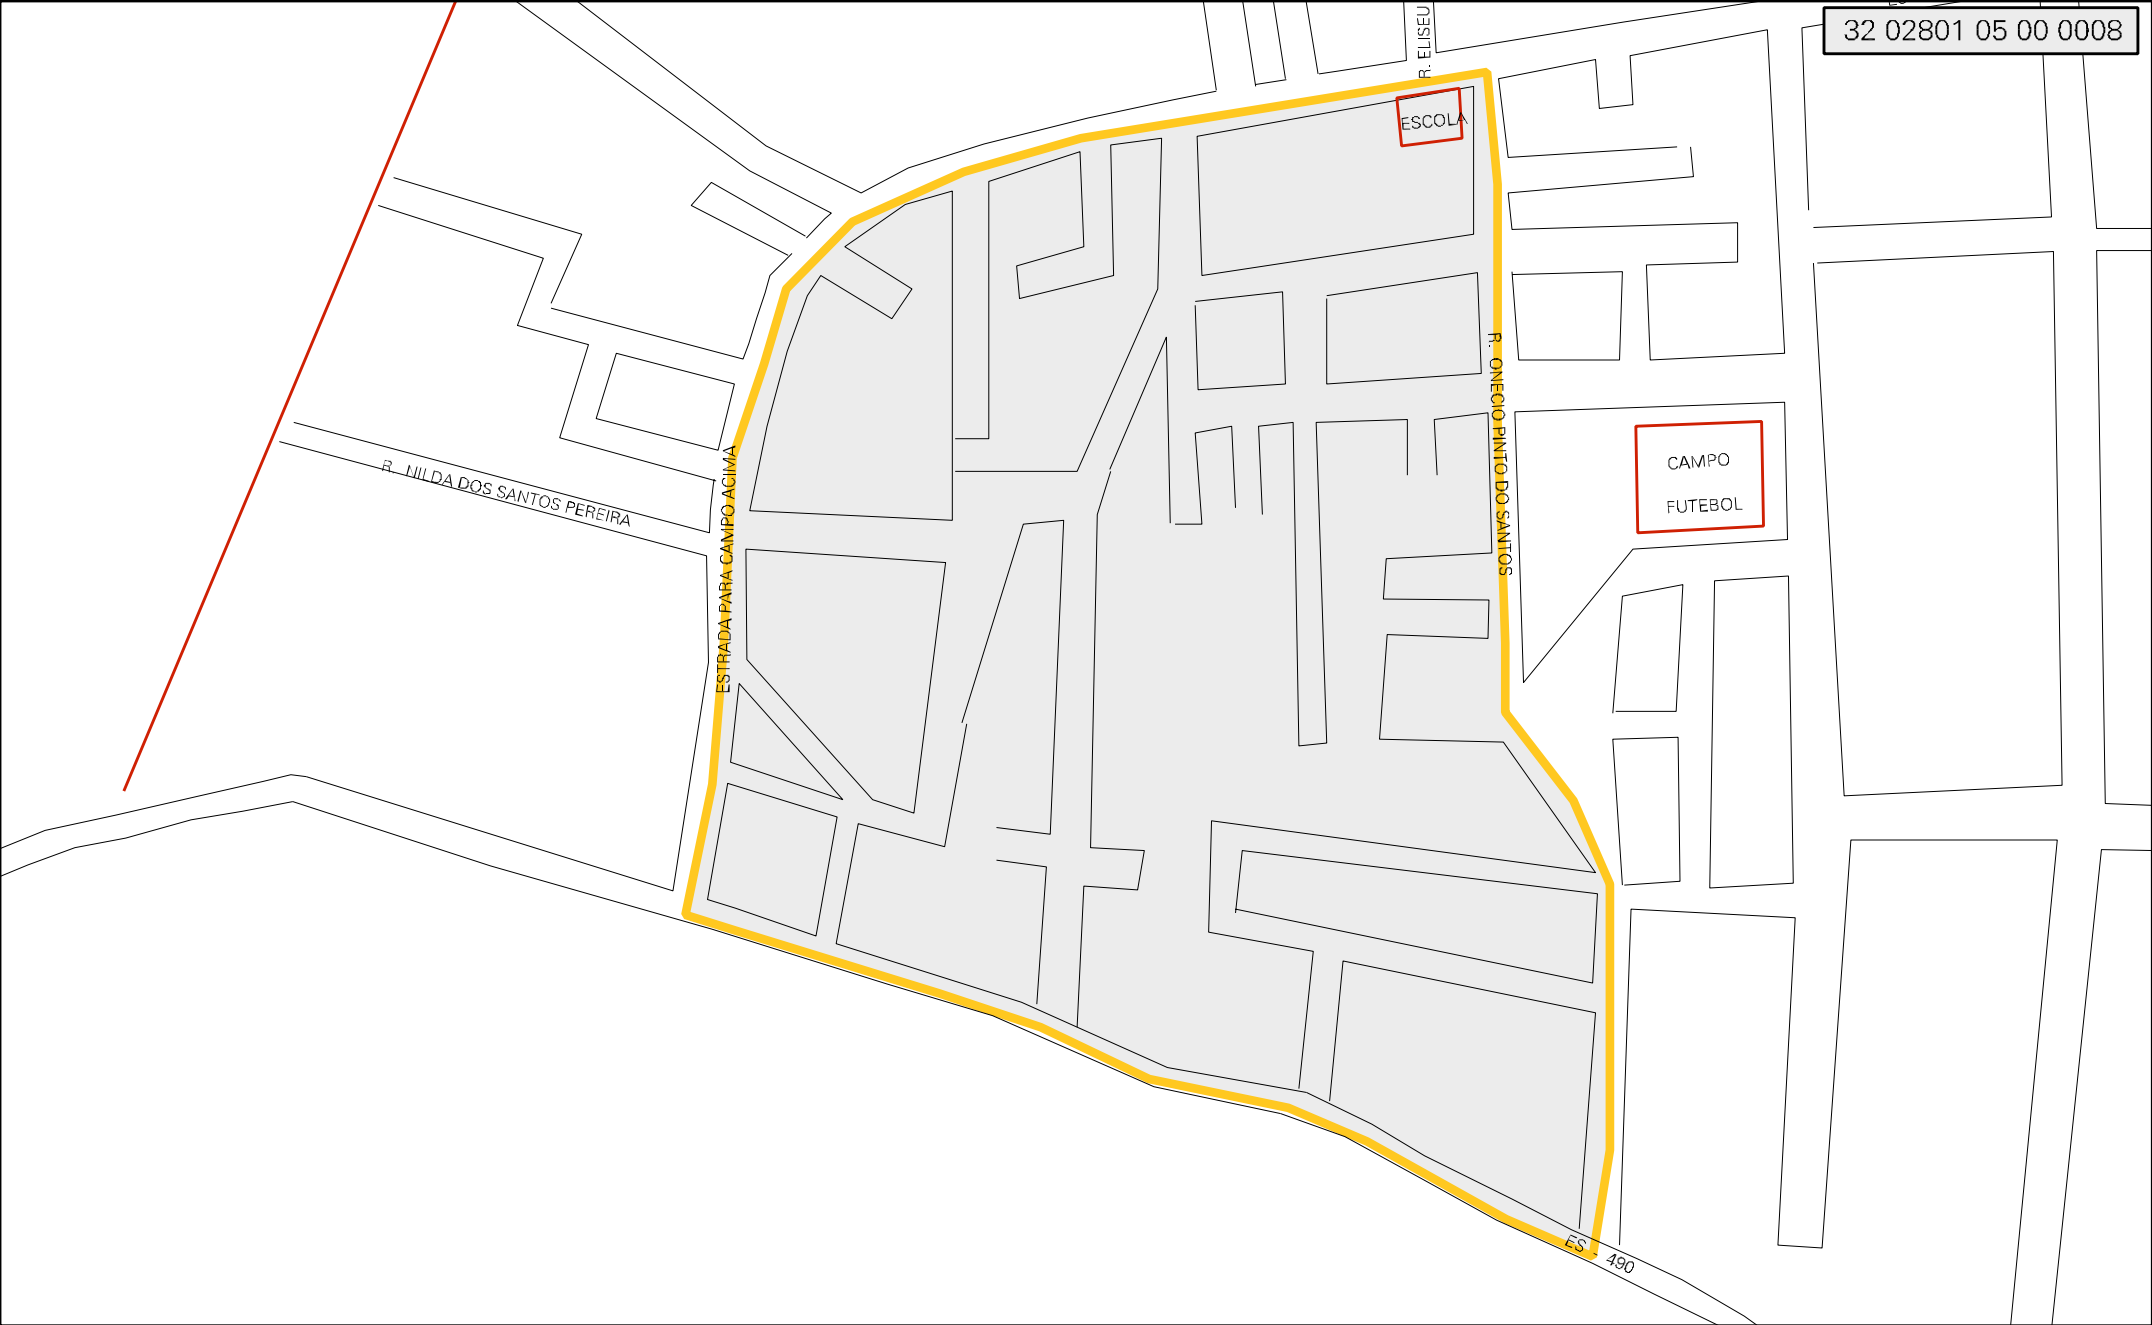 32 02801 05 00 0008
R. ELISEU
ESCOLA
R. ONECIO PINTO DO SANTOS
CAMPO
FUTEBOL
R. NILDA DOS SANTOS PEREIRA
ESTRADA PARA CAMPO ACIMA
ES - 490